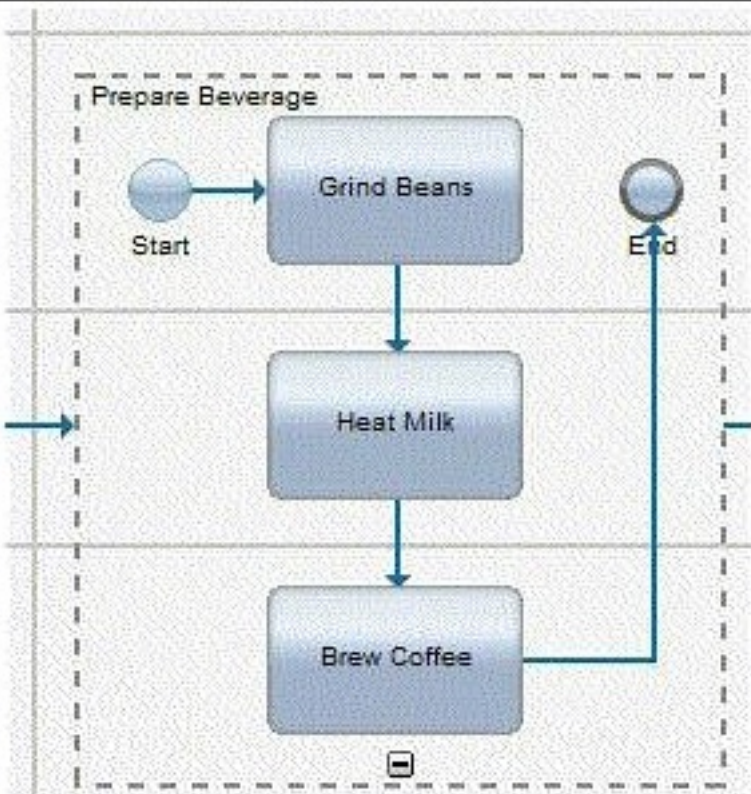 Prepare Beverage
Grind Beans
Start
End
Heat Milk
Brew Coffee